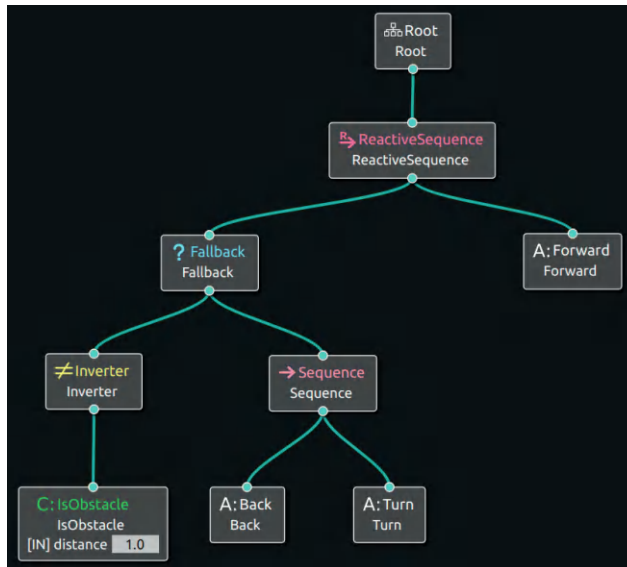 Root
Root
R ReactiveSequence
ReactiveSequence
? Fallback
Fallback
A: Forward
Forward
Inverter
Inverter
Sequence
Sequence
C: IsObstacle
IsObstacle
[IN] distance 1.0
A: Back
Back
A: Turn
Turn